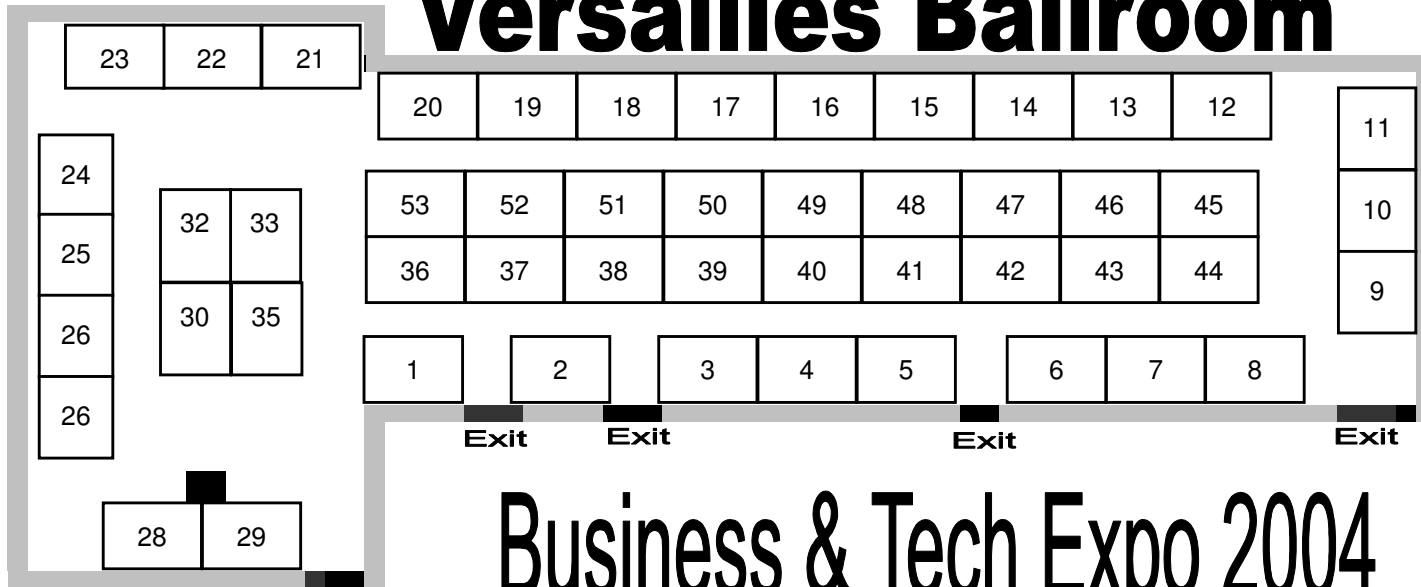 Versailles Ballroom
23 22 21
20 19 18 17 16 15 14 13 12
11
24
32 33
53 52 51 50 49 48 47 46 45
10
25
36 37 38 39 40 41 42 43 44
9
30 35
26
1 2 3 4 5 6 7 8
26
Exit Exit Exit Exit
28 29
Business & Tech Expo 2004